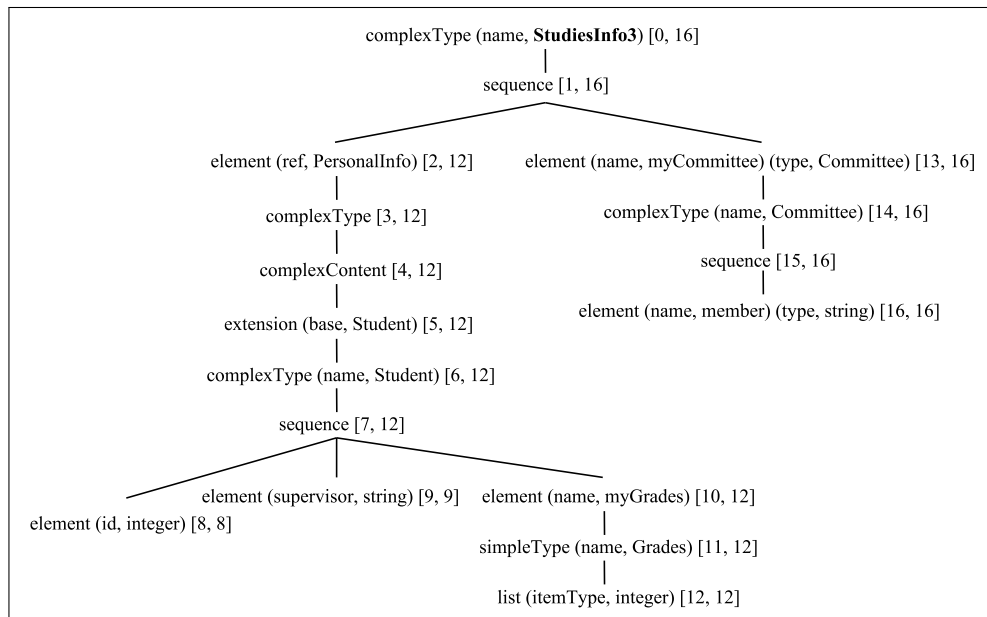 complexType (name, StudiesInfo3) [0, 16]
sequence [1, 16]
element (ref, PersonalInfo) [2, 12]
element (name, myCommittee) (type, Committee) [13, 16]
complexType [3, 12]
complexType (name, Committee) [14, 16]
complexContent [4, 12]
sequence [15, 16]
extension (base, Student) [5, 12]
element (name, member) (type, string) [16, 16]
complexType (name, Student) [6, 12]
sequence [7, 12]
element (id, integer) [8, 8]
element (supervisor, string) [9, 9]
element (name, myGrades) [10, 12]
simpleType (name, Grades) [11, 12]
list (itemType, integer) [12, 12]